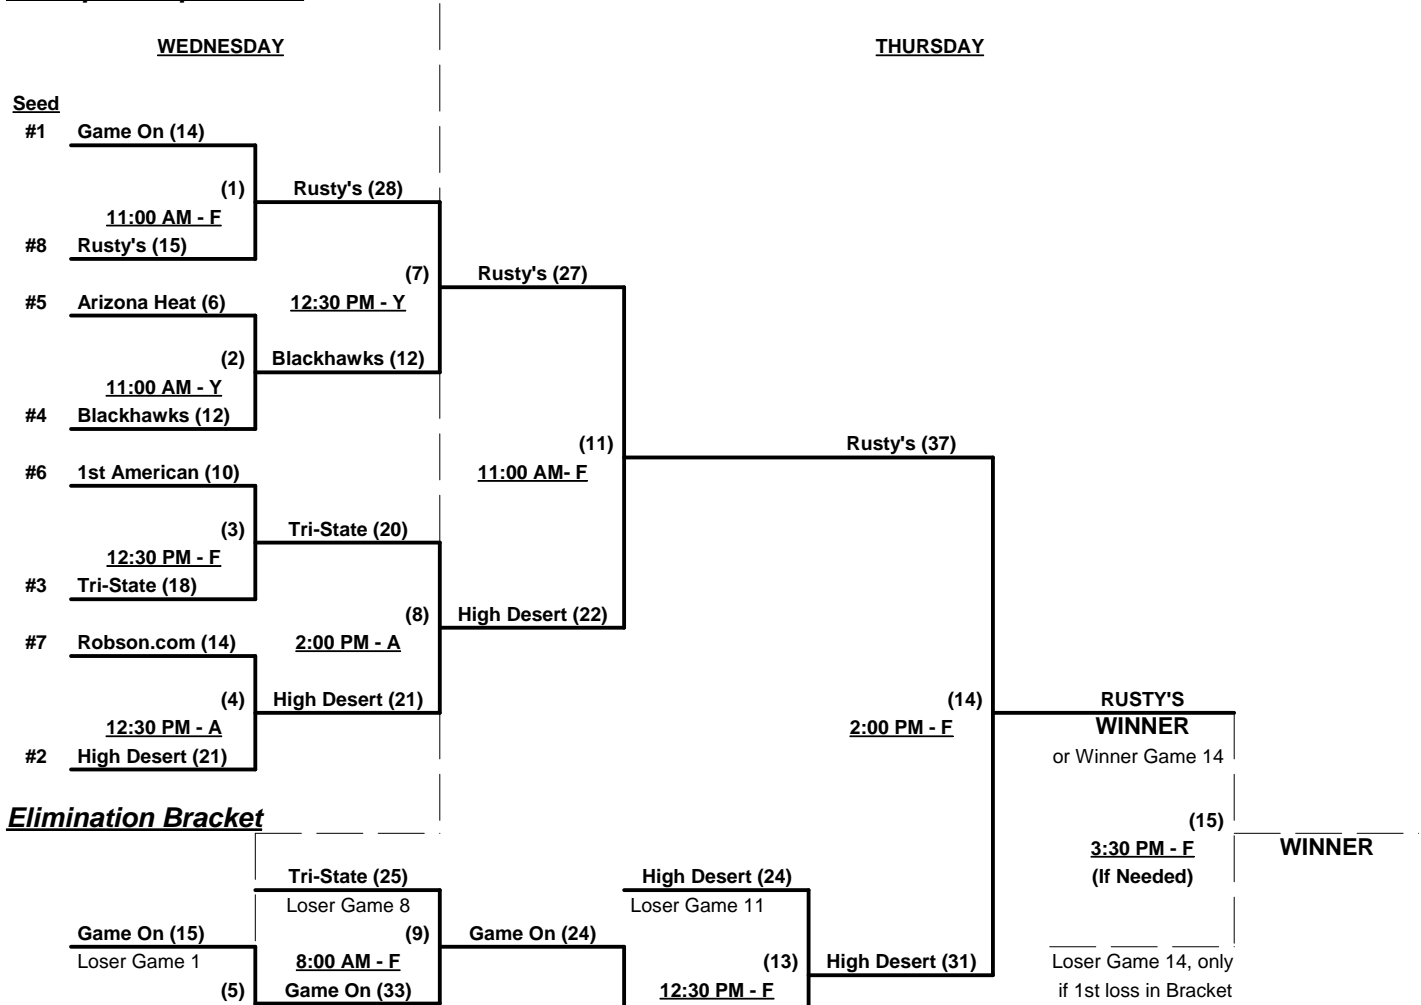 WEDNESDAY
THURSDAY
Seed
#1 Game On (14)
(1) Rusty's (28)
11:00 AM - F
#8 Rusty's (15)
(7) Rusty's (27)
#5 Arizona Heat (6) 12:30 PM - Y
(2) Blackhawks (12)
11:00 AM - Y
#4 Blackhawks (12)
(11) Rusty's (37)
#6 1st American (10) 11:00 AM- F
(3) Tri-State (20)
12:30 PM - F
#3 Tri-State (18)
(8) High Desert (22)
#7 Robson.com (14) 2:00 PM - A
(4) High Desert (21) (14) RUSTY'S
12:30 PM - A 2:00 PM - F WINNER
#2 High Desert (21) or Winner Game 14
Elimination Bracket
(15)
3:30 PM - F WINNER
Tri-State (25) High Desert (24) (If Needed)
Loser Game 8 Loser Game 11
Game On (15) (9) Game On (24)
Loser Game 1 8:00 AM - F (13) High Desert (31) Loser Game 14, only
(5) Game On (33) 12:30 PM - F if 1st loss in Bracket